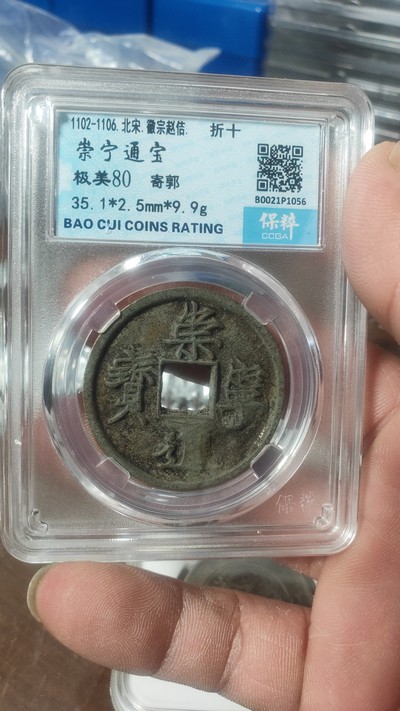 1102-1106.北宋.徽宗赵佶. 折十
崇宁通宝
极美80 寄郭
35.1*2.5mm*9.9g
BAO CUI COINS RATING
B0021P1056
保粹
CCGA
崇
寶 寧
通
保粹